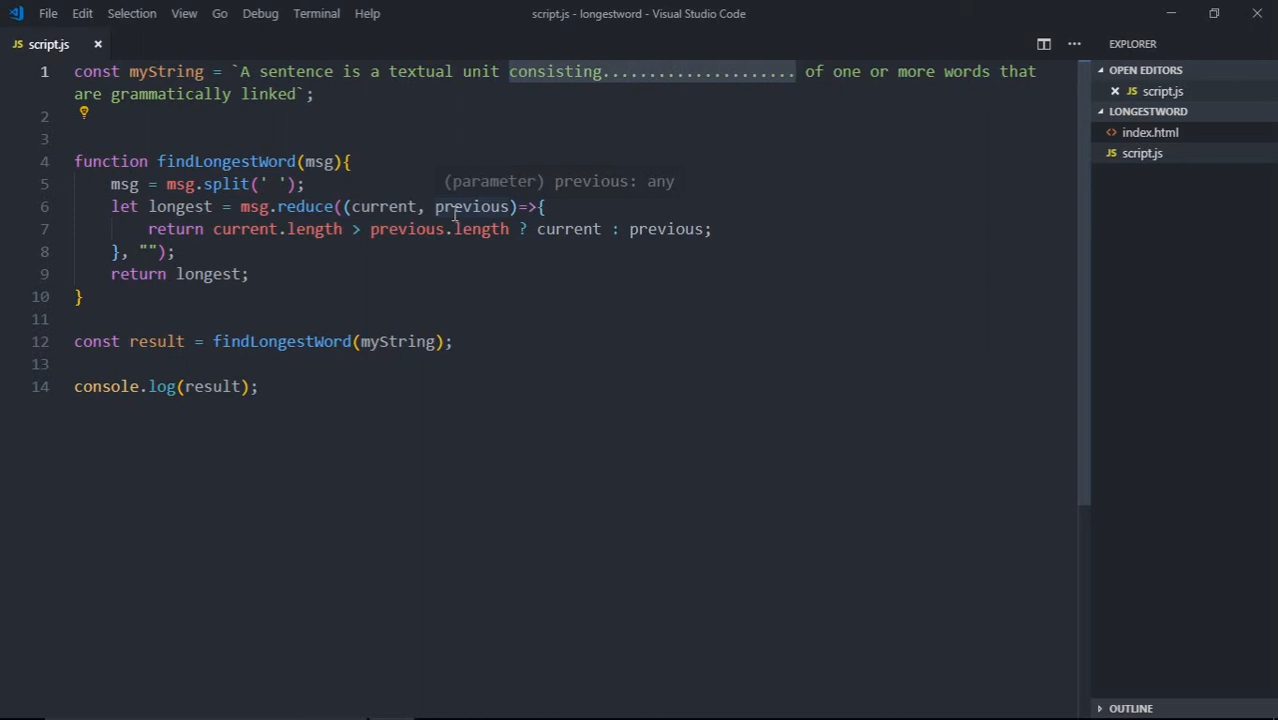 File Edit Selection View Go Debug Terminal Help script.js - longestword - Visual Studio Code
JS script.js × EXPLORER
OPEN EDITORS
× JS script.js
LONGESTWORD
<> index.html
JS script.js
1 const myString = `A sentence is a textual unit consisting..................... of one or more words that
are grammatically linked`;
2
3
4 function findLongestWord(msg){
(parameter) previous: any
5 msg = msg.split(' ');
6 let longest = msg.reduce((current, previous)=>{
7 return current.length > previous.length ? current : previous;
8 }, "");
9 return longest;
10 }
11
12 const result = findLongestWord(myString);
13
14 console.log(result);
OUTLINE